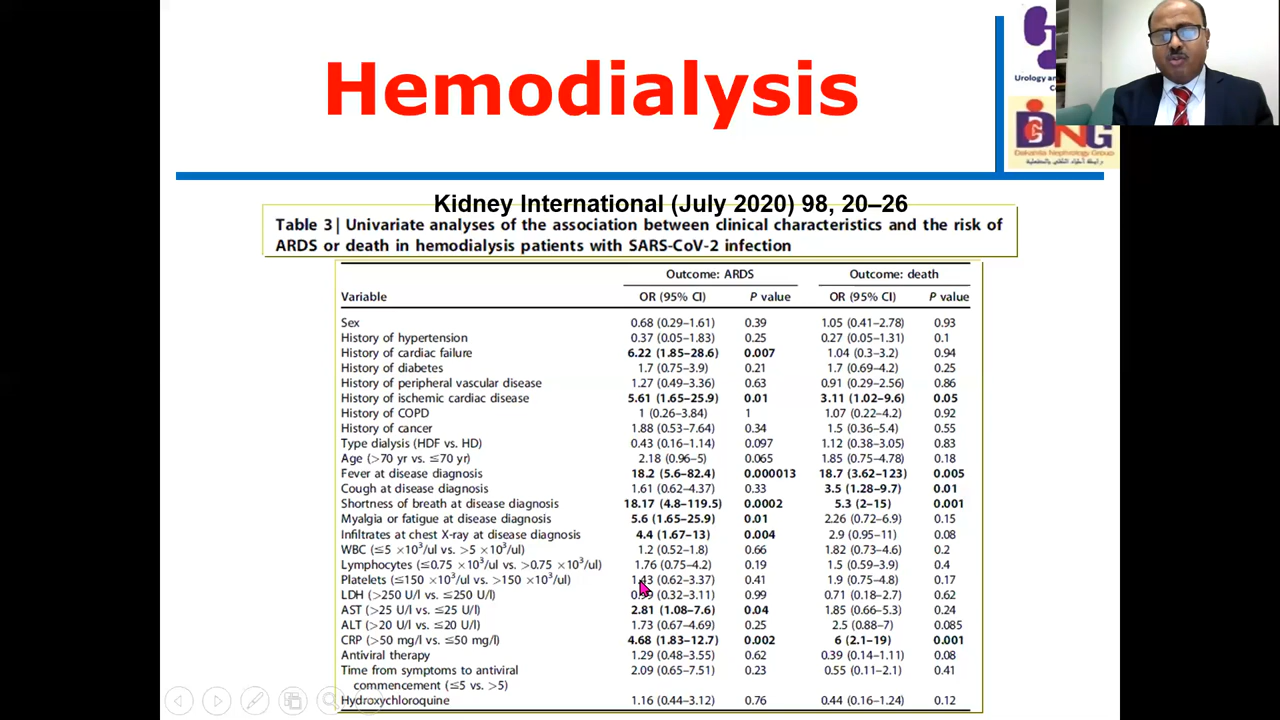 Hemodialysis
Urology an
DNG
Dakahlia Nephrology Group
Kidney International (July 2020) 98, 20–26
Table 3 | Univariate analyses of the association between clinical characteristics and the risk of
ARDS or death in hemodialysis patients with SARS-CoV-2 infection
Outcome: ARDS Outcome: death
Variable OR (95% CI) P value OR (95% CI) P value
Sex 0.68 (0.29–1.61) 0.39 1.05 (0.41–2.78) 0.93
History of hypertension 0.37 (0.05–1.83) 0.25 0.27 (0.05–1.31) 0.1
History of cardiac failure 6.22 (1.85–28.6) 0.007 1.04 (0.3–3.2) 0.94
History of diabetes 1.7 (0.75–3.9) 0.21 1.7 (0.69–4.2) 0.25
History of peripheral vascular disease 1.27 (0.49–3.36) 0.63 0.91 (0.29–2.56) 0.86
History of ischemic cardiac disease 5.61 (1.65–25.9) 0.01 3.11 (1.02–9.6) 0.05
History of COPD 1 (0.26–3.84) 1 1.07 (0.22–4.2) 0.92
History of cancer 1.88 (0.53–7.64) 0.34 1.5 (0.36–5.4) 0.55
Type dialysis (HDF vs. HD) 0.43 (0.16–1.14) 0.097 1.12 (0.38–3.05) 0.83
Age (>70 yr vs. ≤70 yr) 2.18 (0.96–5) 0.065 1.85 (0.75–4.78) 0.18
Fever at disease diagnosis 18.2 (5.6–82.4) 0.000013 18.7 (3.62–123) 0.005
Cough at disease diagnosis 1.61 (0.62–4.37) 0.33 3.5 (1.28–9.7) 0.01
Shortness of breath at disease diagnosis 18.17 (4.8–119.5) 0.0002 5.3 (2–15) 0.001
Myalgia or fatigue at disease diagnosis 5.6 (1.65–25.9) 0.01 2.26 (0.72–6.9) 0.15
Infiltrates at chest X-ray at disease diagnosis 4.4 (1.67–13) 0.004 2.9 (0.95–11) 0.08
WBC (≤5 ×10³/ul vs. >5 ×10³/ul) 1.2 (0.52–1.8) 0.66 1.82 (0.73–4.6) 0.2
Lymphocytes (≤0.75 ×10³/ul vs. >0.75 ×10³/ul) 1.76 (0.75–4.2) 0.19 1.5 (0.59–3.9) 0.4
Platelets (≤150 ×10³/ul vs. >150 ×10³/ul) 1.43 (0.62–3.37) 0.41 1.9 (0.75–4.8) 0.17
LDH (>250 U/l vs. ≤250 U/l) (0.32–3.11) 0.99 0.71 (0.18–2.7) 0.62
AST (>25 U/l vs. ≤25 U/l) 2.81 (1.08–7.6) 0.04 1.85 (0.66–5.3) 0.24
ALT (>20 U/l vs. ≤20 U/l) 1.73 (0.67–4.69) 0.25 2.5 (0.88–7) 0.085
CRP (>50 mg/l vs. ≤50 mg/l) 4.68 (1.83–12.7) 0.002 6 (2.1–19) 0.001
Antiviral therapy 1.29 (0.48–3.55) 0.62 0.39 (0.14–1.11) 0.08
Time from symptoms to antiviral 2.09 (0.65–7.51) 0.23 0.55 (0.11–2.1) 0.41
commencement (≤5 vs. >5)
Hydroxychloroquine 1.16 (0.44–3.12) 0.76 0.44 (0.16–1.24) 0.12